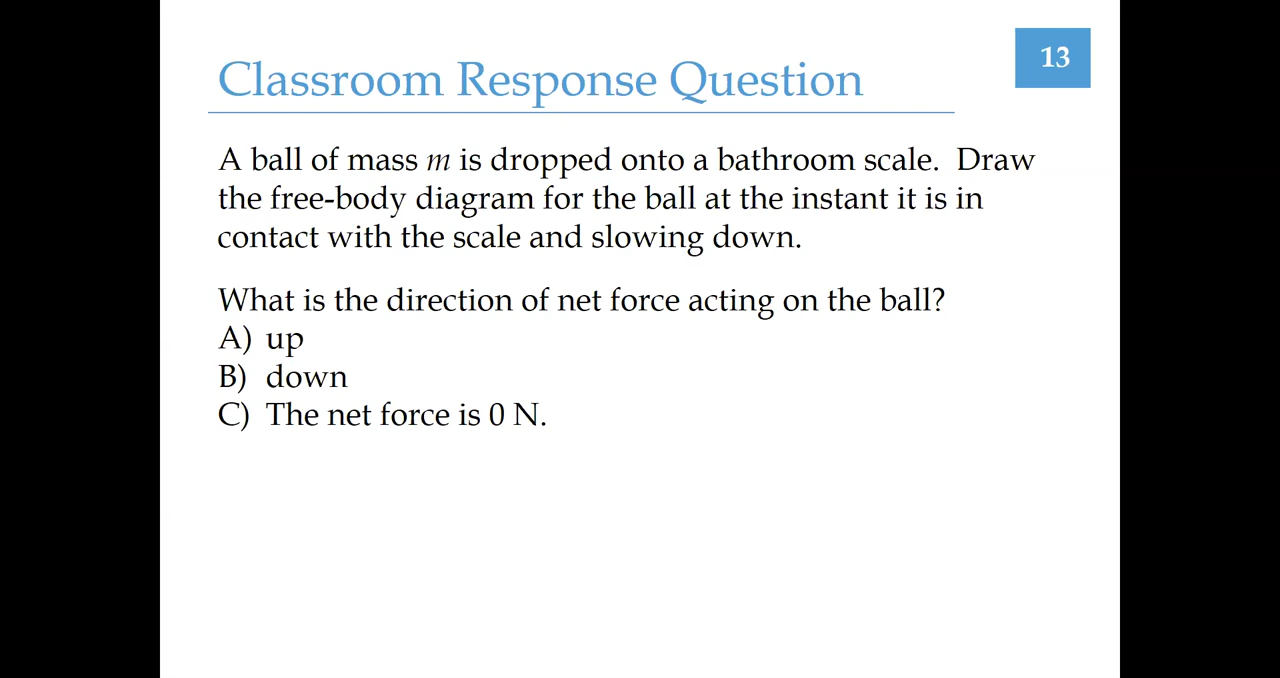 13
Classroom Response Question
A ball of mass m is dropped onto a bathroom scale. Draw
the free-body diagram for the ball at the instant it is in
contact with the scale and slowing down.
What is the direction of net force acting on the ball?
A) up
B) down
C) The net force is 0 N.